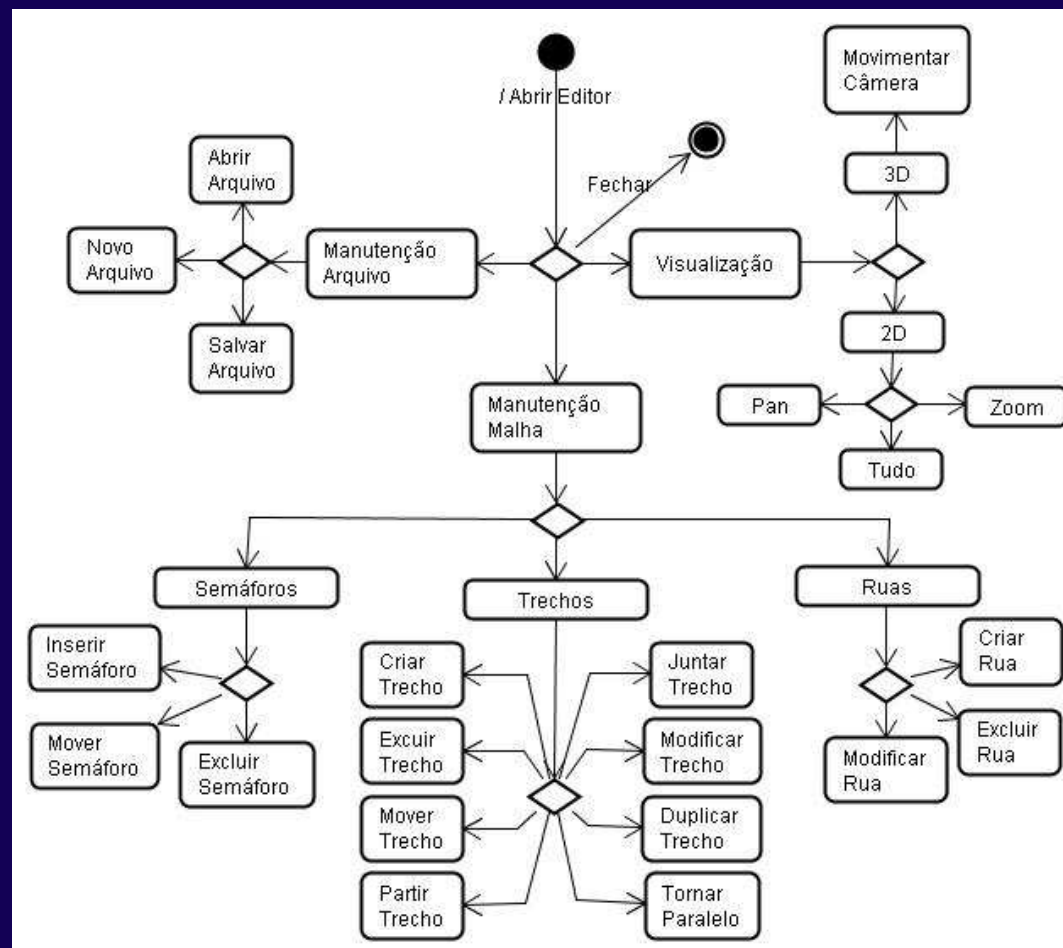 / Abrir Editor
Fechar
Movimentar
Câmera
3D
Abrir
Arquivo
Novo
Arquivo
Manutenção
Arquivo
Salvar
Arquivo
Visualização
2D
Pan
Zoom
Tudo
Manutenção
Malha
Semáforos
Trechos
Ruas
Inserir
Semáforo
Mover
Semáforo
Excluir
Semáforo
Criar
Trecho
Excuir
Trecho
Mover
Trecho
Partir
Trecho
Juntar
Trecho
Modificar
Trecho
Duplicar
Trecho
Tornar
Paralelo
Criar
Rua
Excluir
Rua
Modificar
Rua